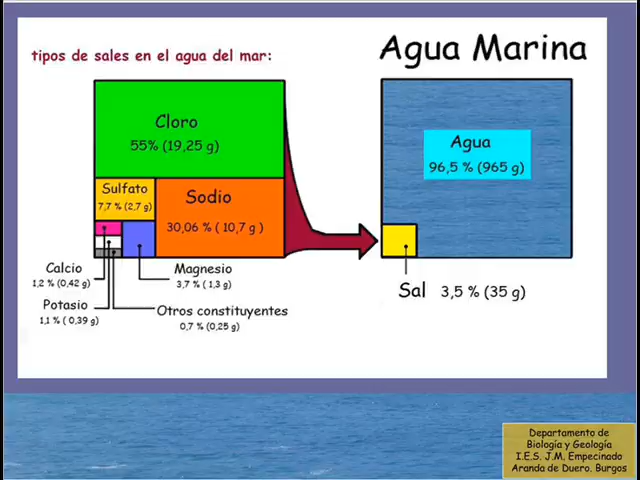 tipos de sales en el agua del mar:
Agua Marina
Cloro
55% (19,25 g)
Agua
96,5 % (965 g)
Sulfato
7,7 % (2,7 g)
Sodio
30,06 % ( 10,7 g )
Calcio
1,2 % (0,42 g)
Magnesio
3,7 % ( 1,3 g)
Sal 3,5 % (35 g)
Potasio
1,1 % ( 0,39 g)
Otros constituyentes
0,7 % (0,25 g)
Departamento de
Biología y Geología
I.E.S. J.M. Empecinado
Aranda de Duero. Burgos